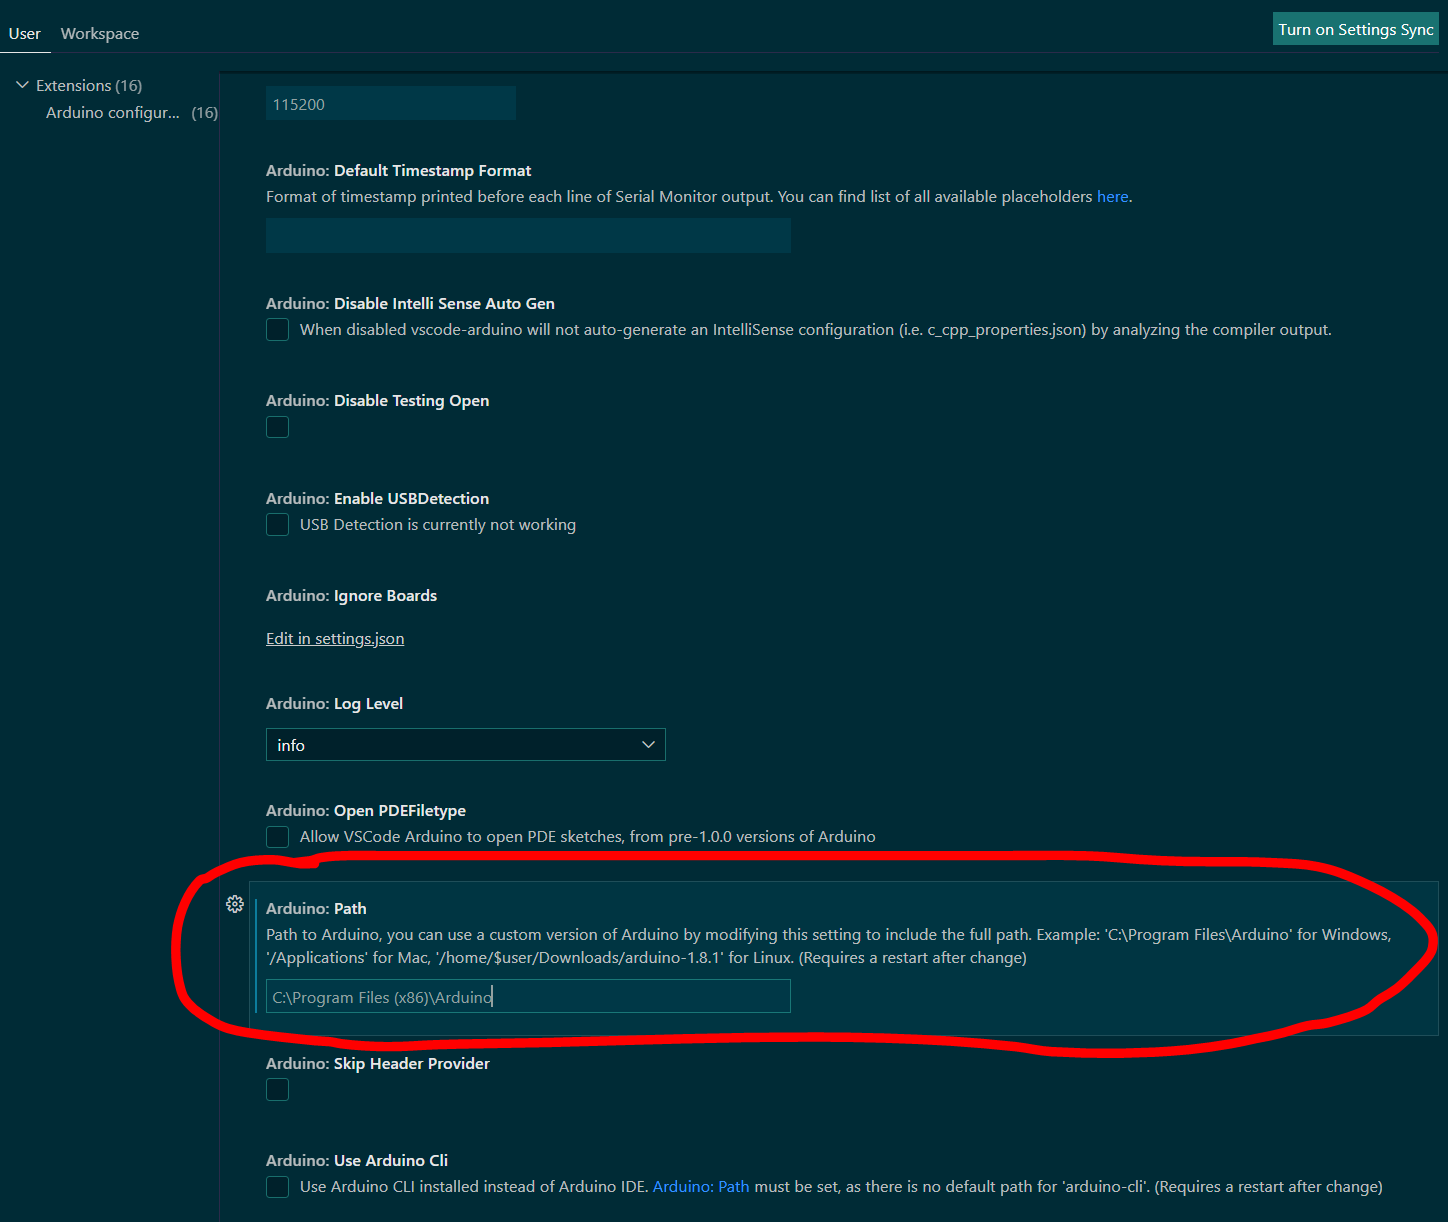 User Workspace Turn on Settings Sync
Extensions (16)
Arduino configur... (16)
115200
Arduino: Default Timestamp Format
Format of timestamp printed before each line of Serial Monitor output. You can find list of all available placeholders here.
Arduino: Disable Intelli Sense Auto Gen
When disabled vscode-arduino will not auto-generate an IntelliSense configuration (i.e. c_cpp_properties.json) by analyzing the compiler output.
Arduino: Disable Testing Open
Arduino: Enable USBDetection
USB Detection is currently not working
Arduino: Ignore Boards
Edit in settings.json
Arduino: Log Level
info
Arduino: Open PDEFiletype
Allow VSCode Arduino to open PDE sketches, from pre-1.0.0 versions of Arduino
Arduino: Path
Path to Arduino, you can use a custom version of Arduino by modifying this setting to include the full path. Example: 'C:\Program Files\Arduino' for Windows,
'/Applications' for Mac, '/home/$user/Downloads/arduino-1.8.1' for Linux. (Requires a restart after change)
C:\Program Files (x86)\Arduino
Arduino: Skip Header Provider
Arduino: Use Arduino Cli
Use Arduino CLI installed instead of Arduino IDE. Arduino: Path must be set, as there is no default path for 'arduino-cli'. (Requires a restart after change)